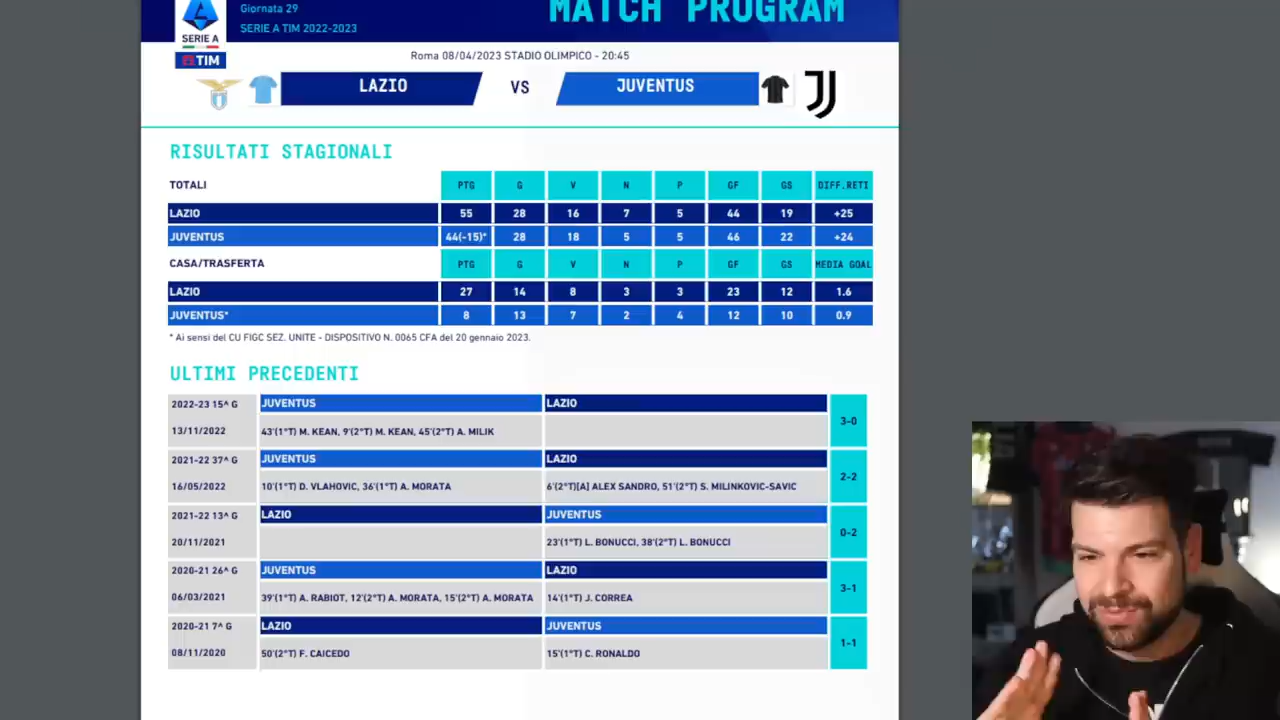 MATCH PROGRAM
Giornata 29
SERIE A TIM 2022-2023
SERIE A
TIM
Roma 08/04/2023 STADIO OLIMPICO - 20:45
LAZIO VS JUVENTUS
RISULTATI STAGIONALI
TOTALI PTG G V N P GF GS DIFF.RETI
LAZIO 55 28 16 7 5 44 19 +25
JUVENTUS 44(-15)* 28 18 5 5 46 22 +24
CASA/TRASFERTA PTG G V N P GF GS MEDIA GOAL
LAZIO 27 14 8 3 3 23 12 1.6
JUVENTUS* 8 13 7 2 4 12 10 0.9
* Ai sensi del CU FIGC SEZ. UNITE - DISPOSITIVO N. 0065 CFA del 20 gennaio 2023.
ULTIMI PRECEDENTI
2022-23 15^ G JUVENTUS LAZIO 3-0
13/11/2022 43'(1°T) M. KEAN, 9'(2°T) M. KEAN, 45'(2°T) A. MILIK
2021-22 37^ G JUVENTUS LAZIO 2-2
16/05/2022 10'(1°T) D. VLAHOVIC, 36'(1°T) A. MORATA 6'(2°T)[A] ALEX SANDRO, 51'(2°T) S. MILINKOVIC-SAVIC
2021-22 13^ G LAZIO JUVENTUS 0-2
20/11/2021 23'(1°T) L. BONUCCI, 38'(2°T) L. BONUCCI
2020-21 26^ G JUVENTUS LAZIO 3-1
06/03/2021 39'(1°T) A. RABIOT, 12'(2°T) A. MORATA, 15'(2°T) A. MORATA 14'(1°T) J. CORREA
2020-21 7^ G LAZIO JUVENTUS 1-1
08/11/2020 50'(2°T) F. CAICEDO 15'(1°T) C. RONALDO